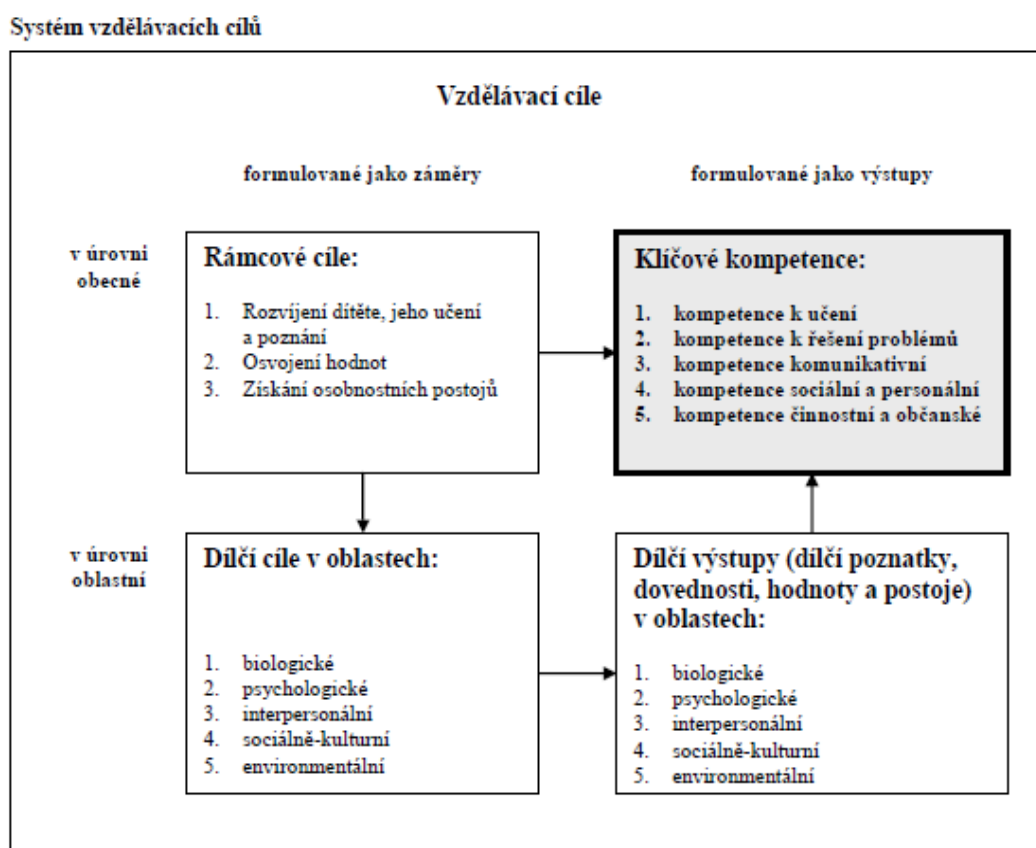 Systém vzdělávacích cílů
Vzdělávací cíle
formulované jako záměry
formulované jako výstupy
v úrovni
obecné
Rámcové cíle:
1. Rozvíjení dítěte, jeho učení
a poznání
2. Osvojení hodnot
3. Získání osobnostních postojů
Klíčové kompetence:
1. kompetence k učení
2. kompetence k řešení problémů
3. kompetence komunikativní
4. kompetence sociální a personální
5. kompetence činnostní a občanské
v úrovni
oblastní
Dílčí cíle v oblastech:
1. biologické
2. psychologické
3. interpersonální
4. sociálně-kulturní
5. environmentální
Dílčí výstupy (dílčí poznatky,
dovednosti, hodnoty a postoje)
v oblastech:
1. biologické
2. psychologické
3. interpersonální
4. sociálně-kulturní
5. environmentální